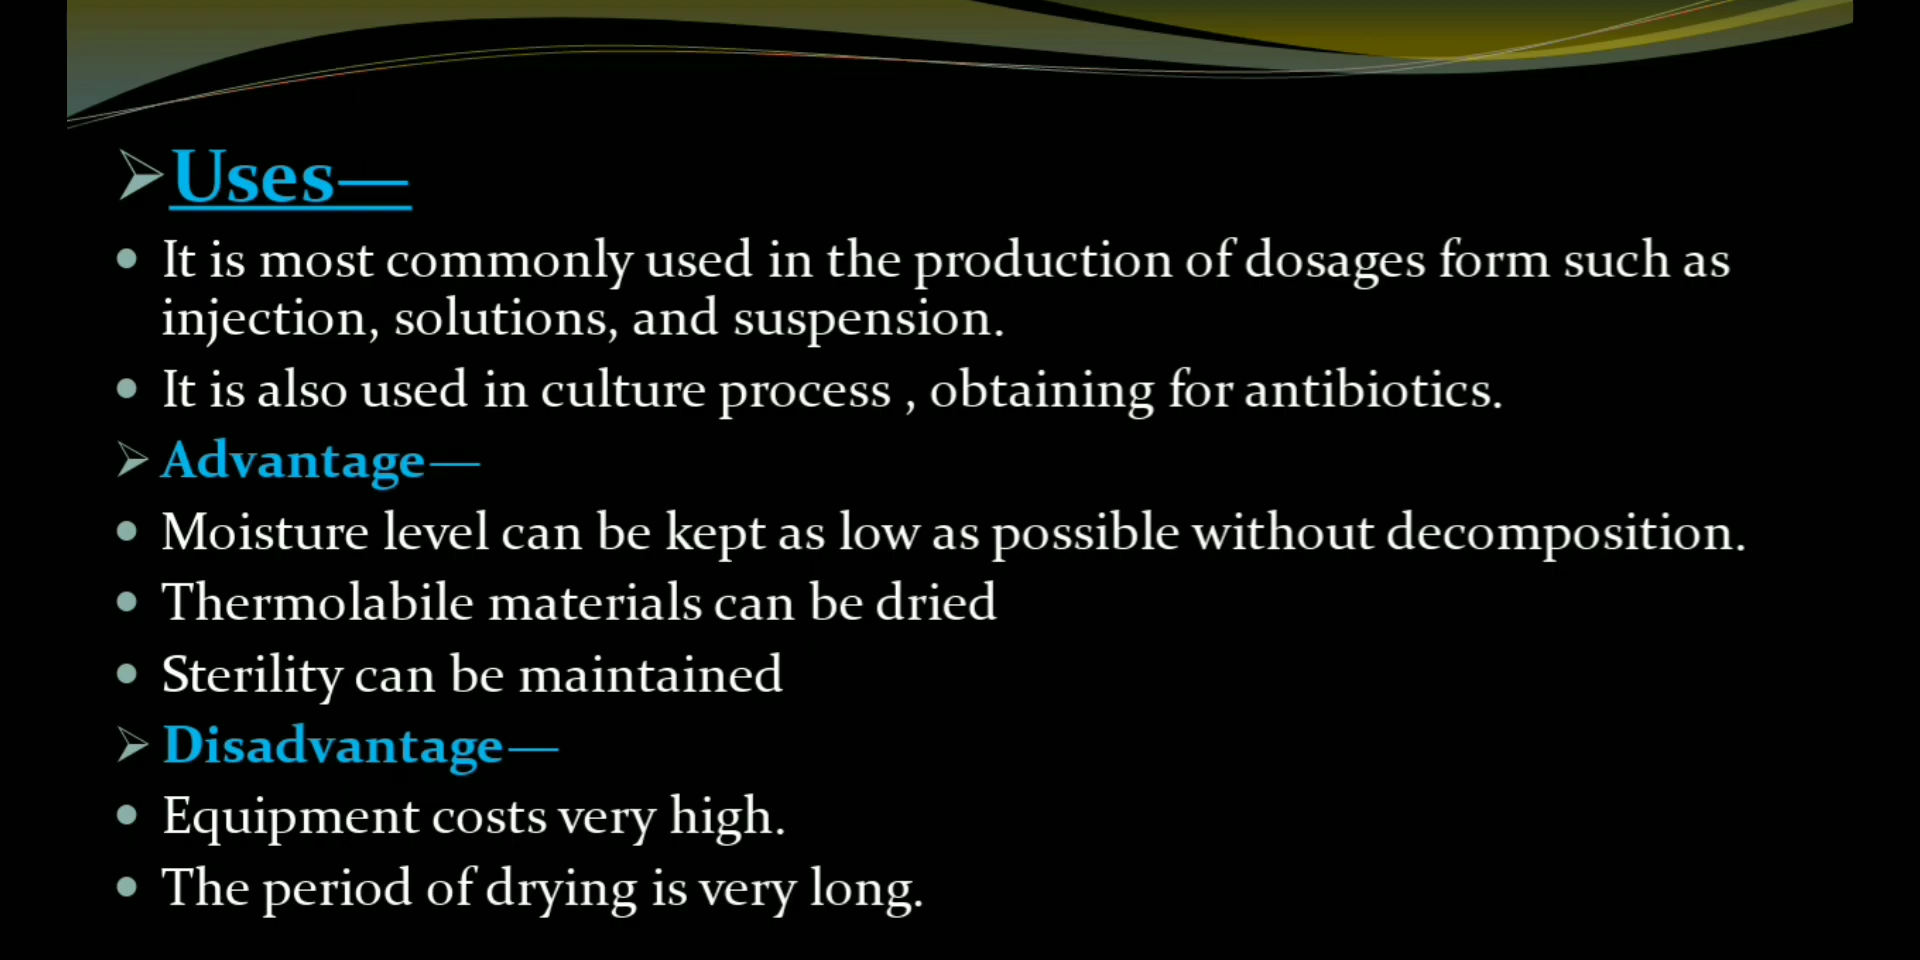 Uses—
It is most commonly used in the production of dosages form such as
injection, solutions, and suspension.
It is also used in culture process , obtaining for antibiotics.
Advantage—
Moisture level can be kept as low as possible without decomposition.
Thermolabile materials can be dried
Sterility can be maintained
Disadvantage—
Equipment costs very high.
The period of drying is very long.